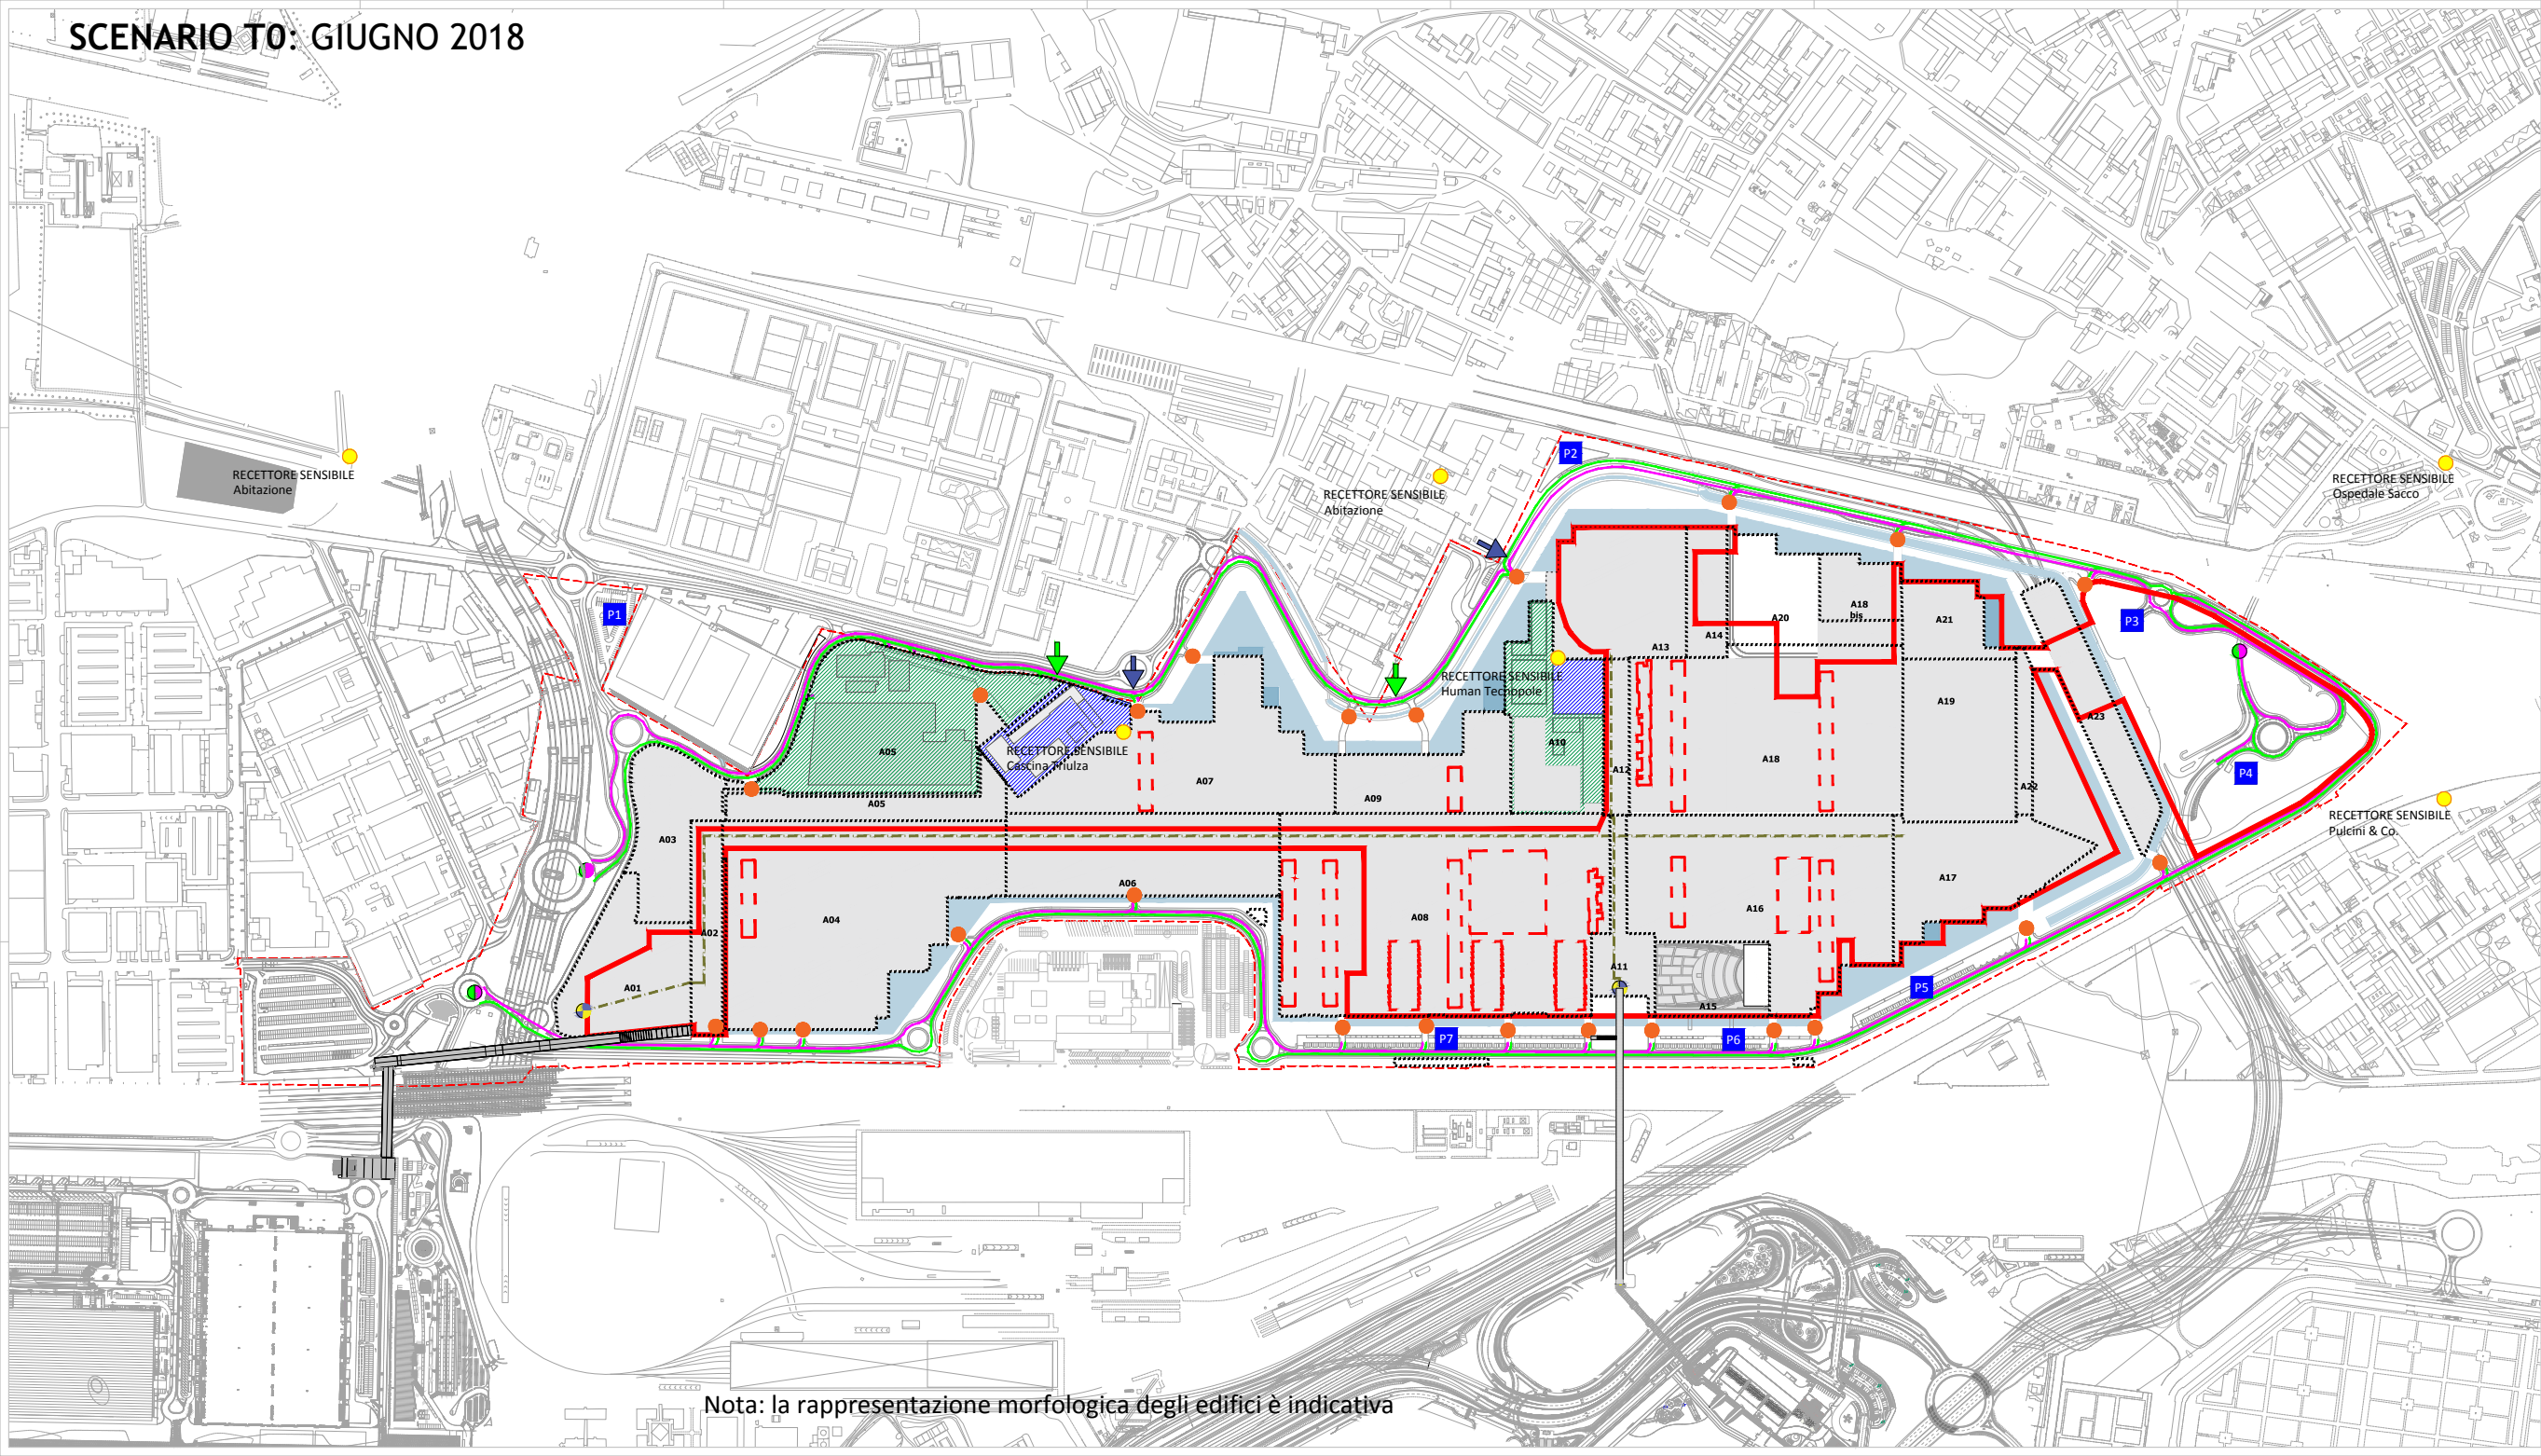 SCENARIO T0: GIUGNO 2018
P2
RECETTORE SENSIBILE
Abitazione
RECETTORE SENSIBILE
Abitazione
RECETTORE SENSIBILE
Ospedale Sacco
P1
P3
A18
bis
A20
A21
A14
A13
RECETTORE SENSIBILE
Human Tecnopole
A19
A23
A05
RECETTORE SENSIBILE
Cascina Triulza
A10
A18
A12
P4
A07
A22
A05
A09
RECETTORE SENSIBILE
Pulcini & Co.
A03
A06
A17
A04
A08
A16
A02
A11
A01
P5
A15
P7
P6
Nota: la rappresentazione morfologica degli edifici è indicativa